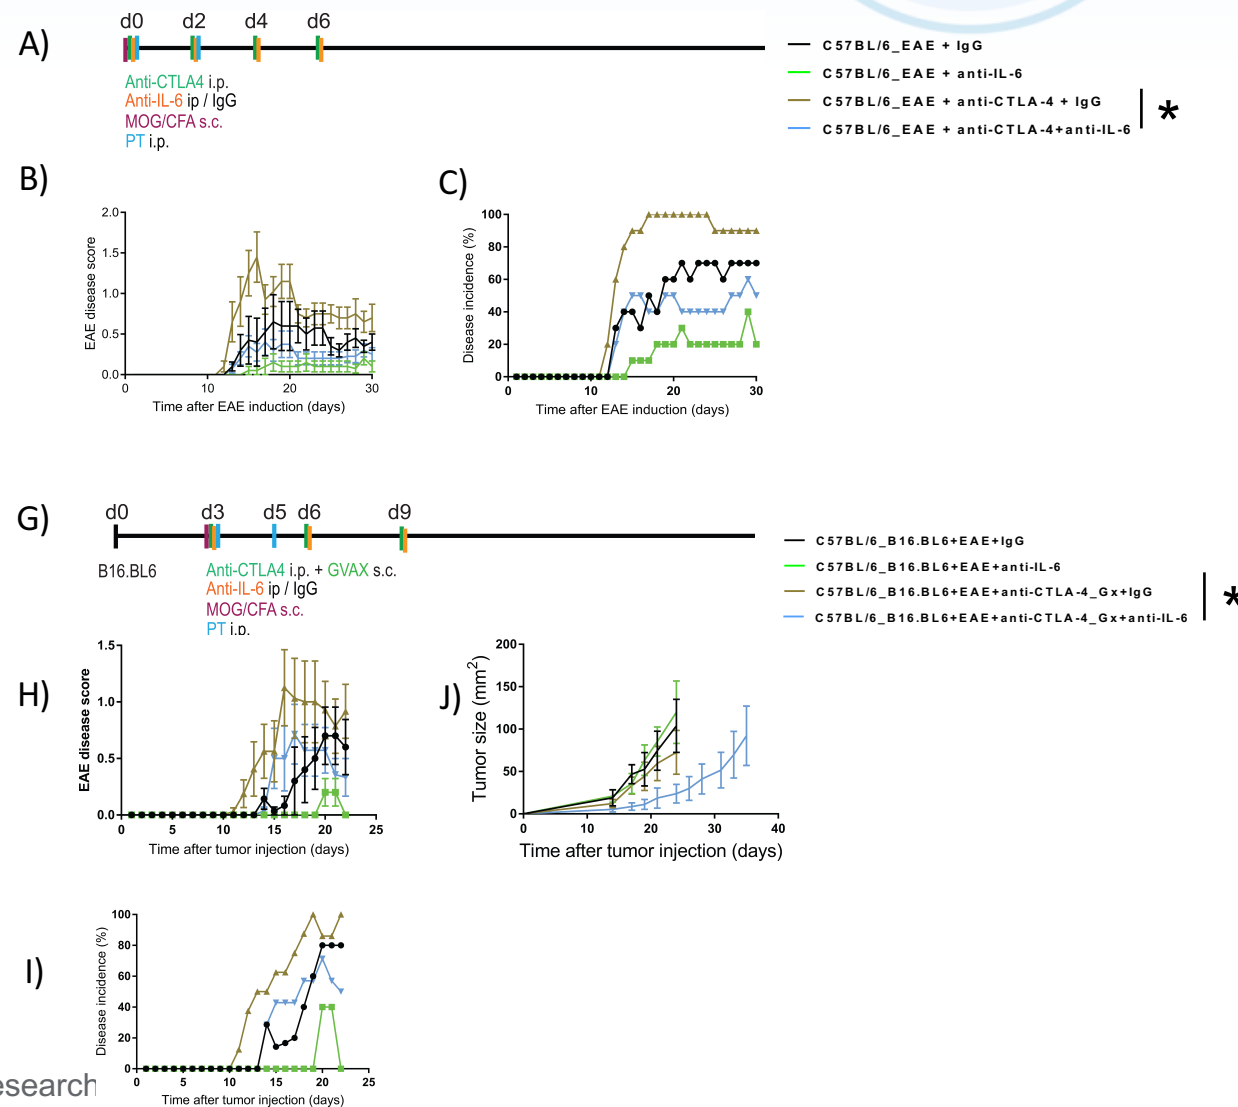 A)
d0 d2 d4 d6
Anti-CTLA4 i.p.
Anti-IL-6 ip / IgG
MOG/CFA s.c.
PT i.p.
C57BL/6_EAE + IgG
C57BL/6_EAE + anti-IL-6
C57BL/6_EAE + anti-CTLA-4 + IgG
C57BL/6_EAE + anti-CTLA-4+anti-IL-6
*
B)
EAE disease score
2.0
1.5
1.0
0.5
0.0
0 10 20 30
Time after EAE induction (days)
C)
Disease incidence (%)
100
80
60
40
20
0
0 10 20 30
Time after EAE induction (days)
G)
d0 d3 d5 d6 d9
B16.BL6
Anti-CTLA4 i.p. + GVAX s.c.
Anti-IL-6 ip / IgG
MOG/CFA s.c.
PT i.p.
C57BL/6_B16.BL6+EAE+IgG
C57BL/6_B16.BL6+EAE+anti-IL-6
C57BL/6_B16.BL6+EAE+anti-CTLA-4_Gx+IgG
C57BL/6_B16.BL6+EAE+anti-CTLA-4_Gx+anti-IL-6
*
H)
EAE disease score
1.5
1.0
0.5
0.0
0 5 10 15 20 25
Time after tumor injection (days)
J)
Tumor size (mm2)
200
150
100
50
0
0 10 20 30 40
Time after tumor injection (days)
I)
Disease incidence (%)
100
80
60
40
20
0
0 5 10 15 20 25
Time after tumor injection (days)
esearch